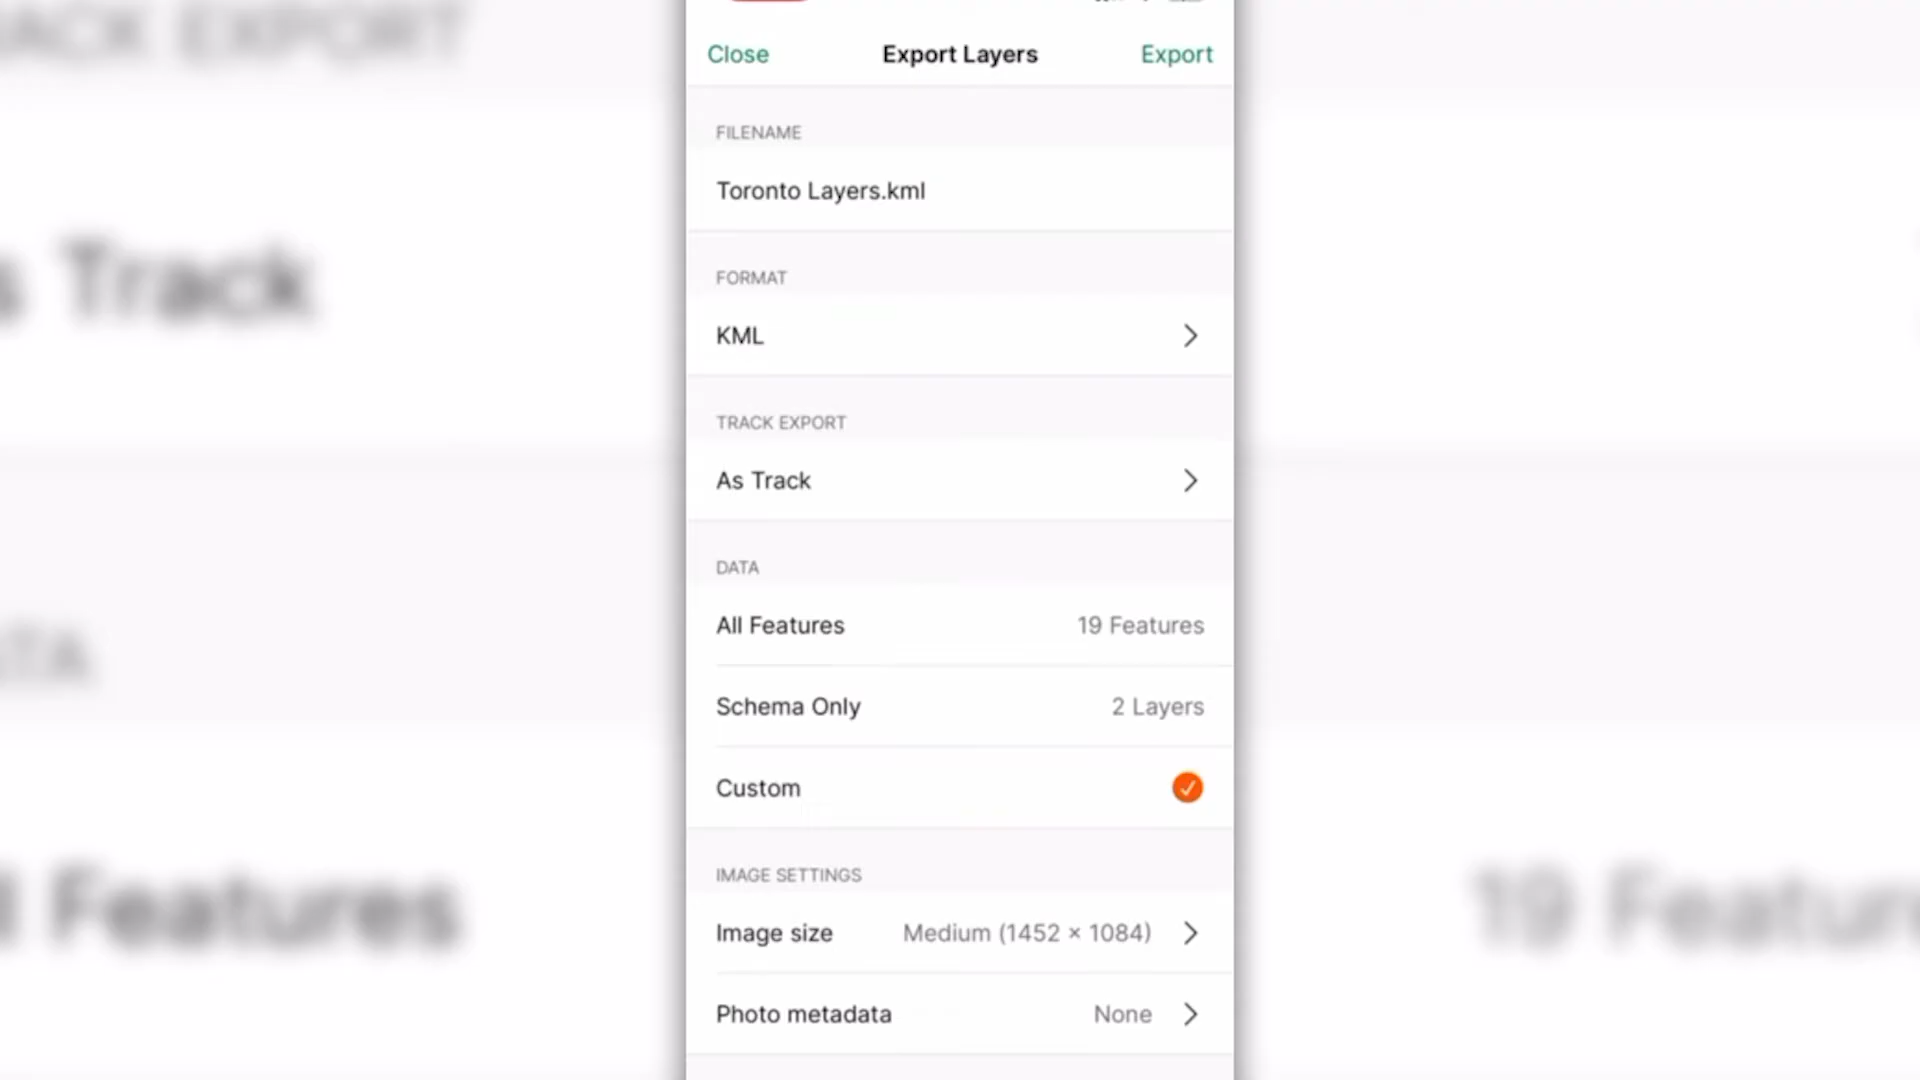 Close Export Layers Export
FILENAME
Toronto Layers.kml
FORMAT
KML
TRACK EXPORT
As Track
DATA
All Features 19 Features
Schema Only 2 Layers
Custom
IMAGE SETTINGS
Image size Medium (1452 × 1084)
Photo metadata None